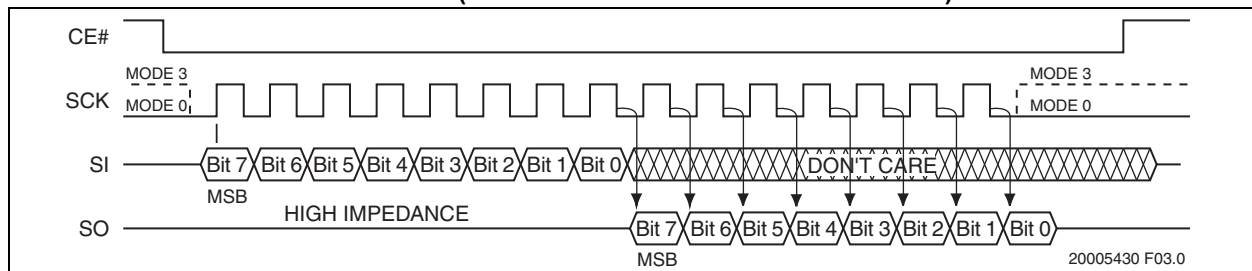 CE#
MODE 3 MODE 3
SCK MODE 0 MODE 0
SI Bit 7 Bit 6 Bit 5 Bit 4 Bit 3 Bit 2 Bit 1 Bit 0 DON'T CARE
MSB
HIGH IMPEDANCE
SO Bit 7 Bit 6 Bit 5 Bit 4 Bit 3 Bit 2 Bit 1 Bit 0
MSB 20005430 F03.0